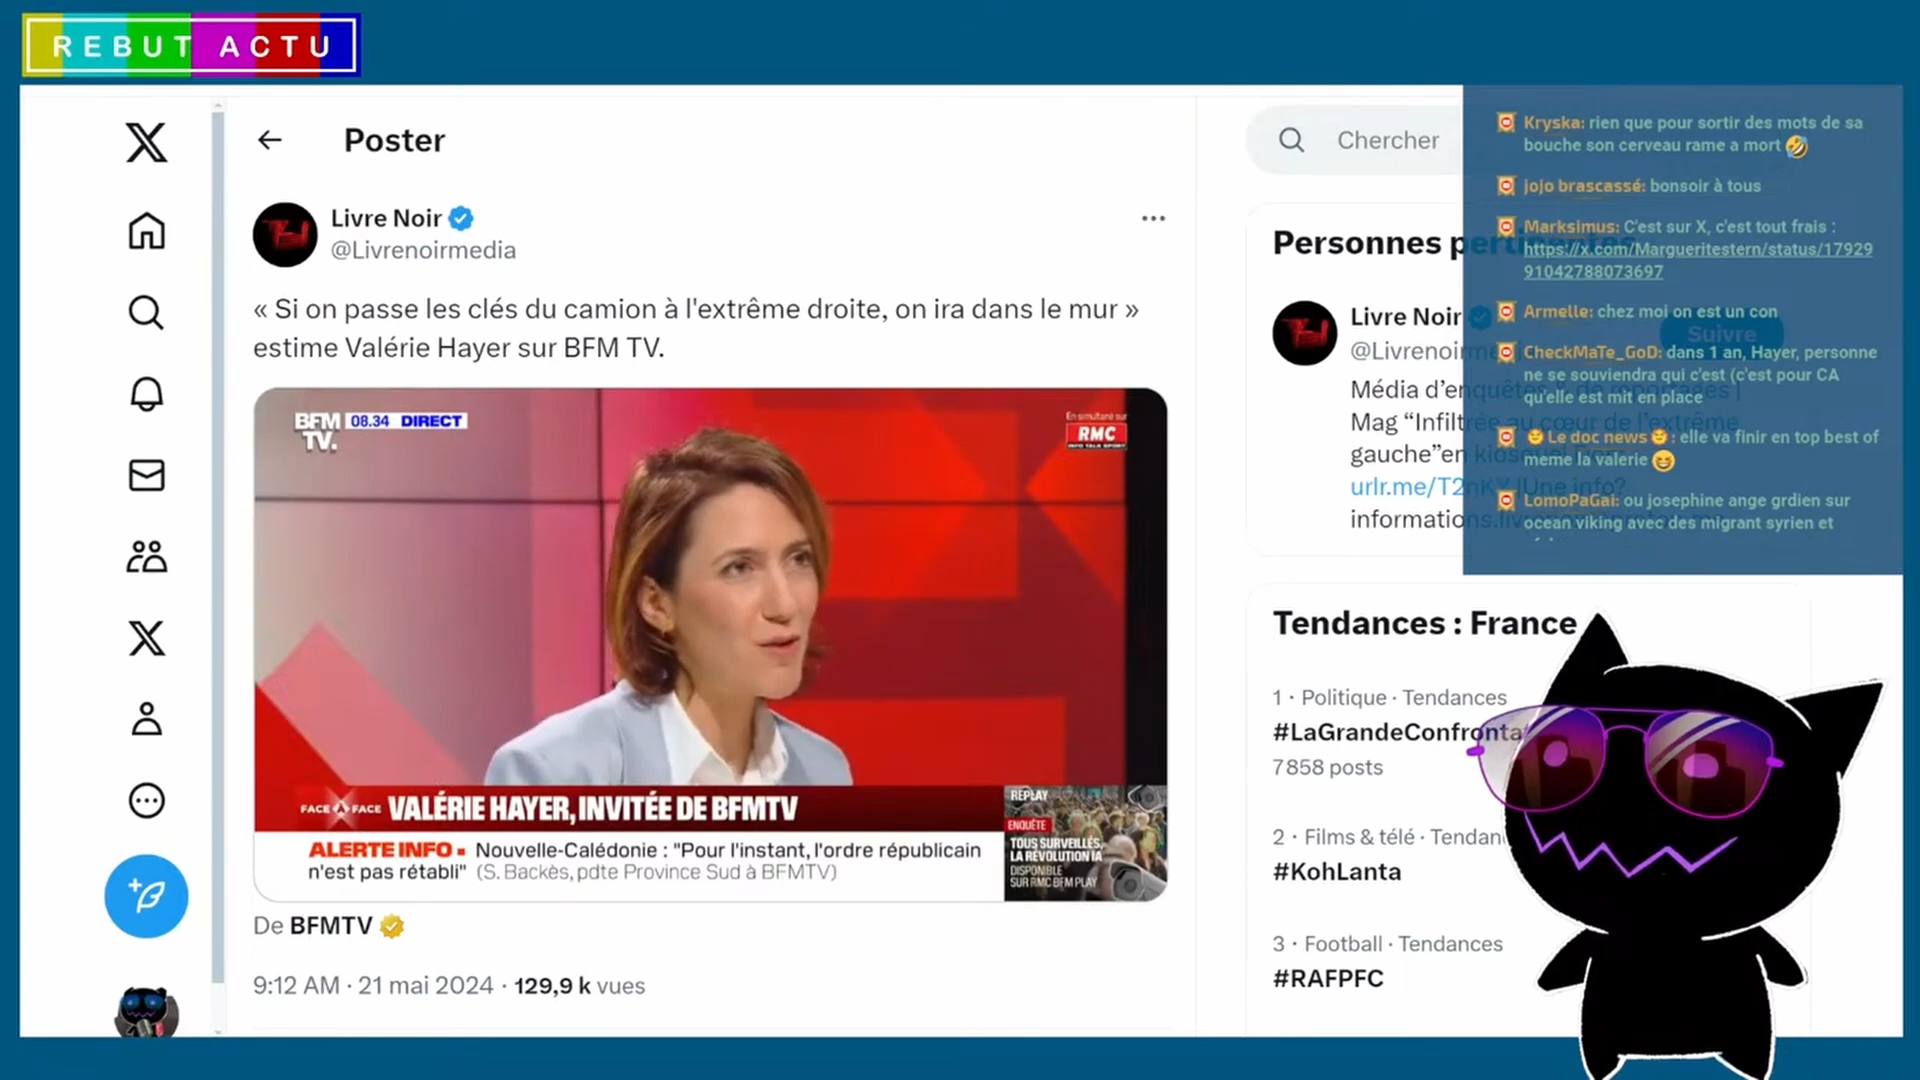 REBUT ACTU
Poster
Livre Noir
@Livrenoirmedia
« Si on passe les clés du camion à l'extrême droite, on ira dans le mur »
estime Valérie Hayer sur BFM TV.
BFM
TV.
08.34 DIRECT
En simultané sur
RMC
INFO TALK SPORT
FACE A FACE
VALÉRIE HAYER, INVITÉE DE BFMTV
ALERTE INFO Nouvelle-Calédonie : "Pour l'instant, l'ordre républicain
n'est pas rétabli" (S. Backès, pdte Province Sud à BFMTV)
REPLAY
ENQUÊTE
TOUS SURVEILLÉS,
LA RÉVOLUTION IA
DISPONIBLE
SUR RMC BFM PLAY
De BFMTV
9:12 AM · 21 mai 2024 · 129,9 k vues
Chercher
Personnes pertinentes
Livre Noir
@Livrenoirmedia
Suivre
Média d'enquêtes & de reportages |
Mag “Infiltrée au cœur de l'extrême
gauche”en kiosque
urlr.me/T2nKY |Une info?
informations.
Kryska: rien que pour sortir des mots de sa
bouche son cerveau rame a mort 🤣
jojo brascassé: bonsoir à tous
Marksimus: C'est sur X, c'est tout frais :
https://x.com/Margueritestern/status/17929
91042788073697
Armelle: chez moi on est un con
CheckMaTe_GoD: dans 1 an, Hayer, personne
ne se souviendra qui c'est (c'est pour CA
qu'elle est mit en place
Le doc news : elle va finir en top best of
meme la valerie 😆
LomoPaGai: ou josephine ange grdien sur
ocean viking avec des migrant syrien et
Tendances : France
1 · Politique · Tendances
#LaGrandeConfronta
7 858 posts
2 · Films & télé · Tendan
#KohLanta
3 · Football · Tendances
#RAFPFC